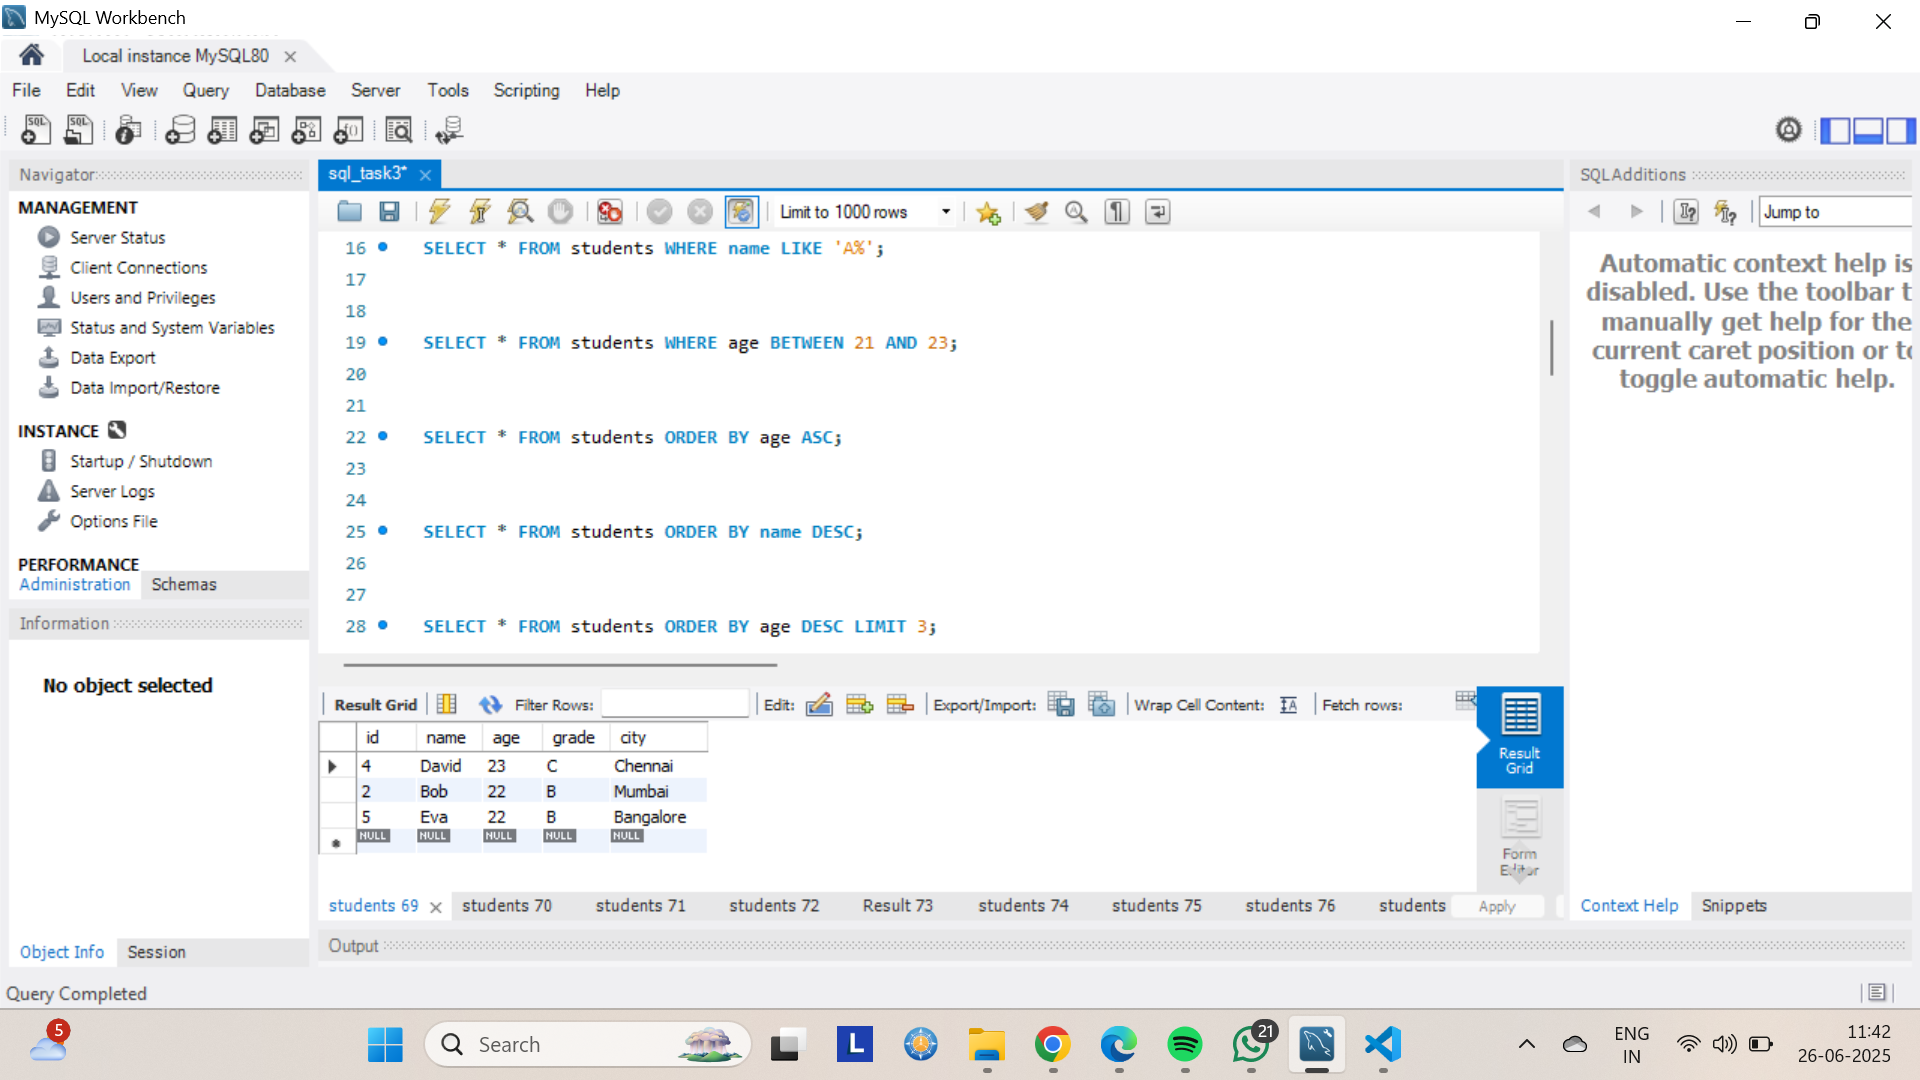 MySQL Workbench
Local instance MySQL80
File Edit View Query Database Server Tools Scripting Help
Navigator
MANAGEMENT
Server Status
Client Connections
Users and Privileges
Status and System Variables
Data Export
Data Import/Restore
INSTANCE
Startup / Shutdown
Server Logs
Options File
PERFORMANCE
Administration Schemas
Information
No object selected
Object Info Session
sql_task3*
Limit to 1000 rows
16 SELECT * FROM students WHERE name LIKE 'A%';
17
18
19 SELECT * FROM students WHERE age BETWEEN 21 AND 23;
20
21
22 SELECT * FROM students ORDER BY age ASC;
23
24
25 SELECT * FROM students ORDER BY name DESC;
26
27
28 SELECT * FROM students ORDER BY age DESC LIMIT 3;
Result Grid Filter Rows: Edit: Export/Import: Wrap Cell Content: Fetch rows:
id name age grade city
4 David 23 C Chennai
2 Bob 22 B Mumbai
5 Eva 22 B Bangalore
NULL NULL NULL NULL NULL
Result
Grid
Form
Editor
students 69 students 70 students 71 students 72 Result 73 students 74 students 75 students 76 students Apply
Output
SQLAdditions
Jump to
Automatic context help is
disabled. Use the toolbar t
manually get help for the
current caret position or to
toggle automatic help.
Context Help Snippets
Query Completed
5
Search
L
21
ENG
IN
11:42
26-06-2025